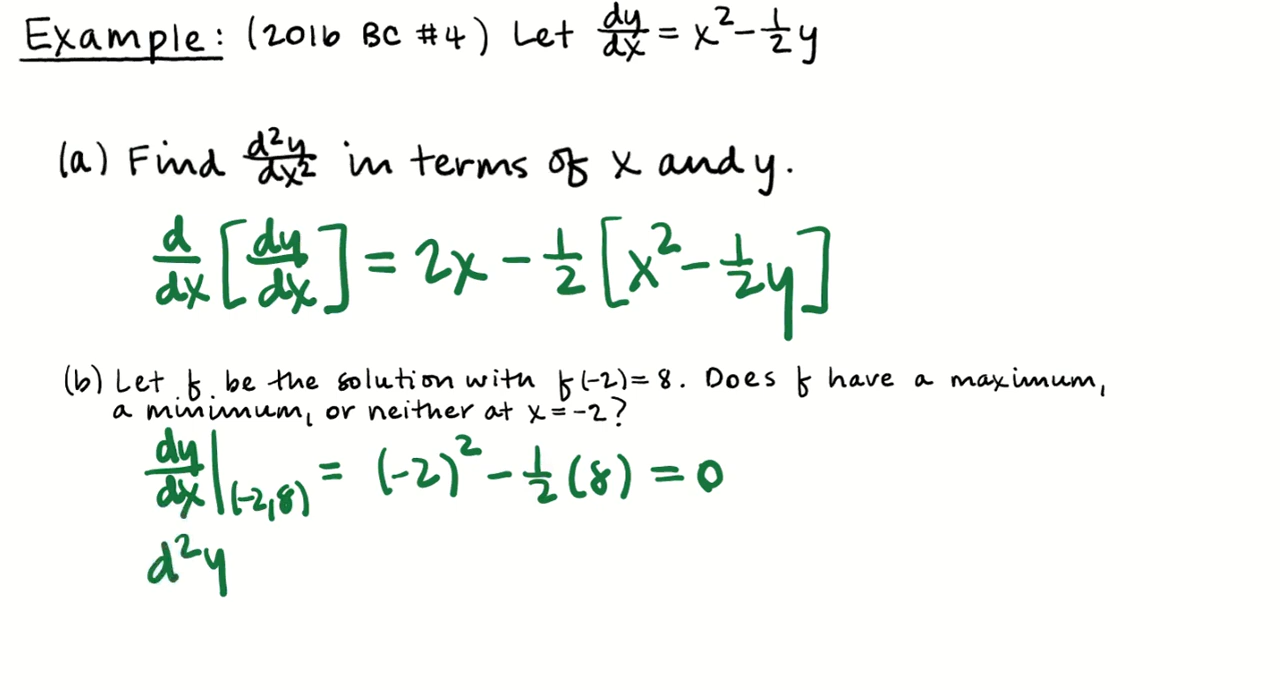 Example: (2016 BC #4) Let dy/dx = x² - 1/2 y
(a) Find d²y/dx² in terms of x and y.
d/dx [dy/dx] = 2x - 1/2 [x² - 1/2 y]
(b) Let f be the solution with f(-2) = 8. Does f have a maximum,
a minimum, or neither at x = -2?
dy/dx |(-2,8) = (-2)² - 1/2 (8) = 0
d²y